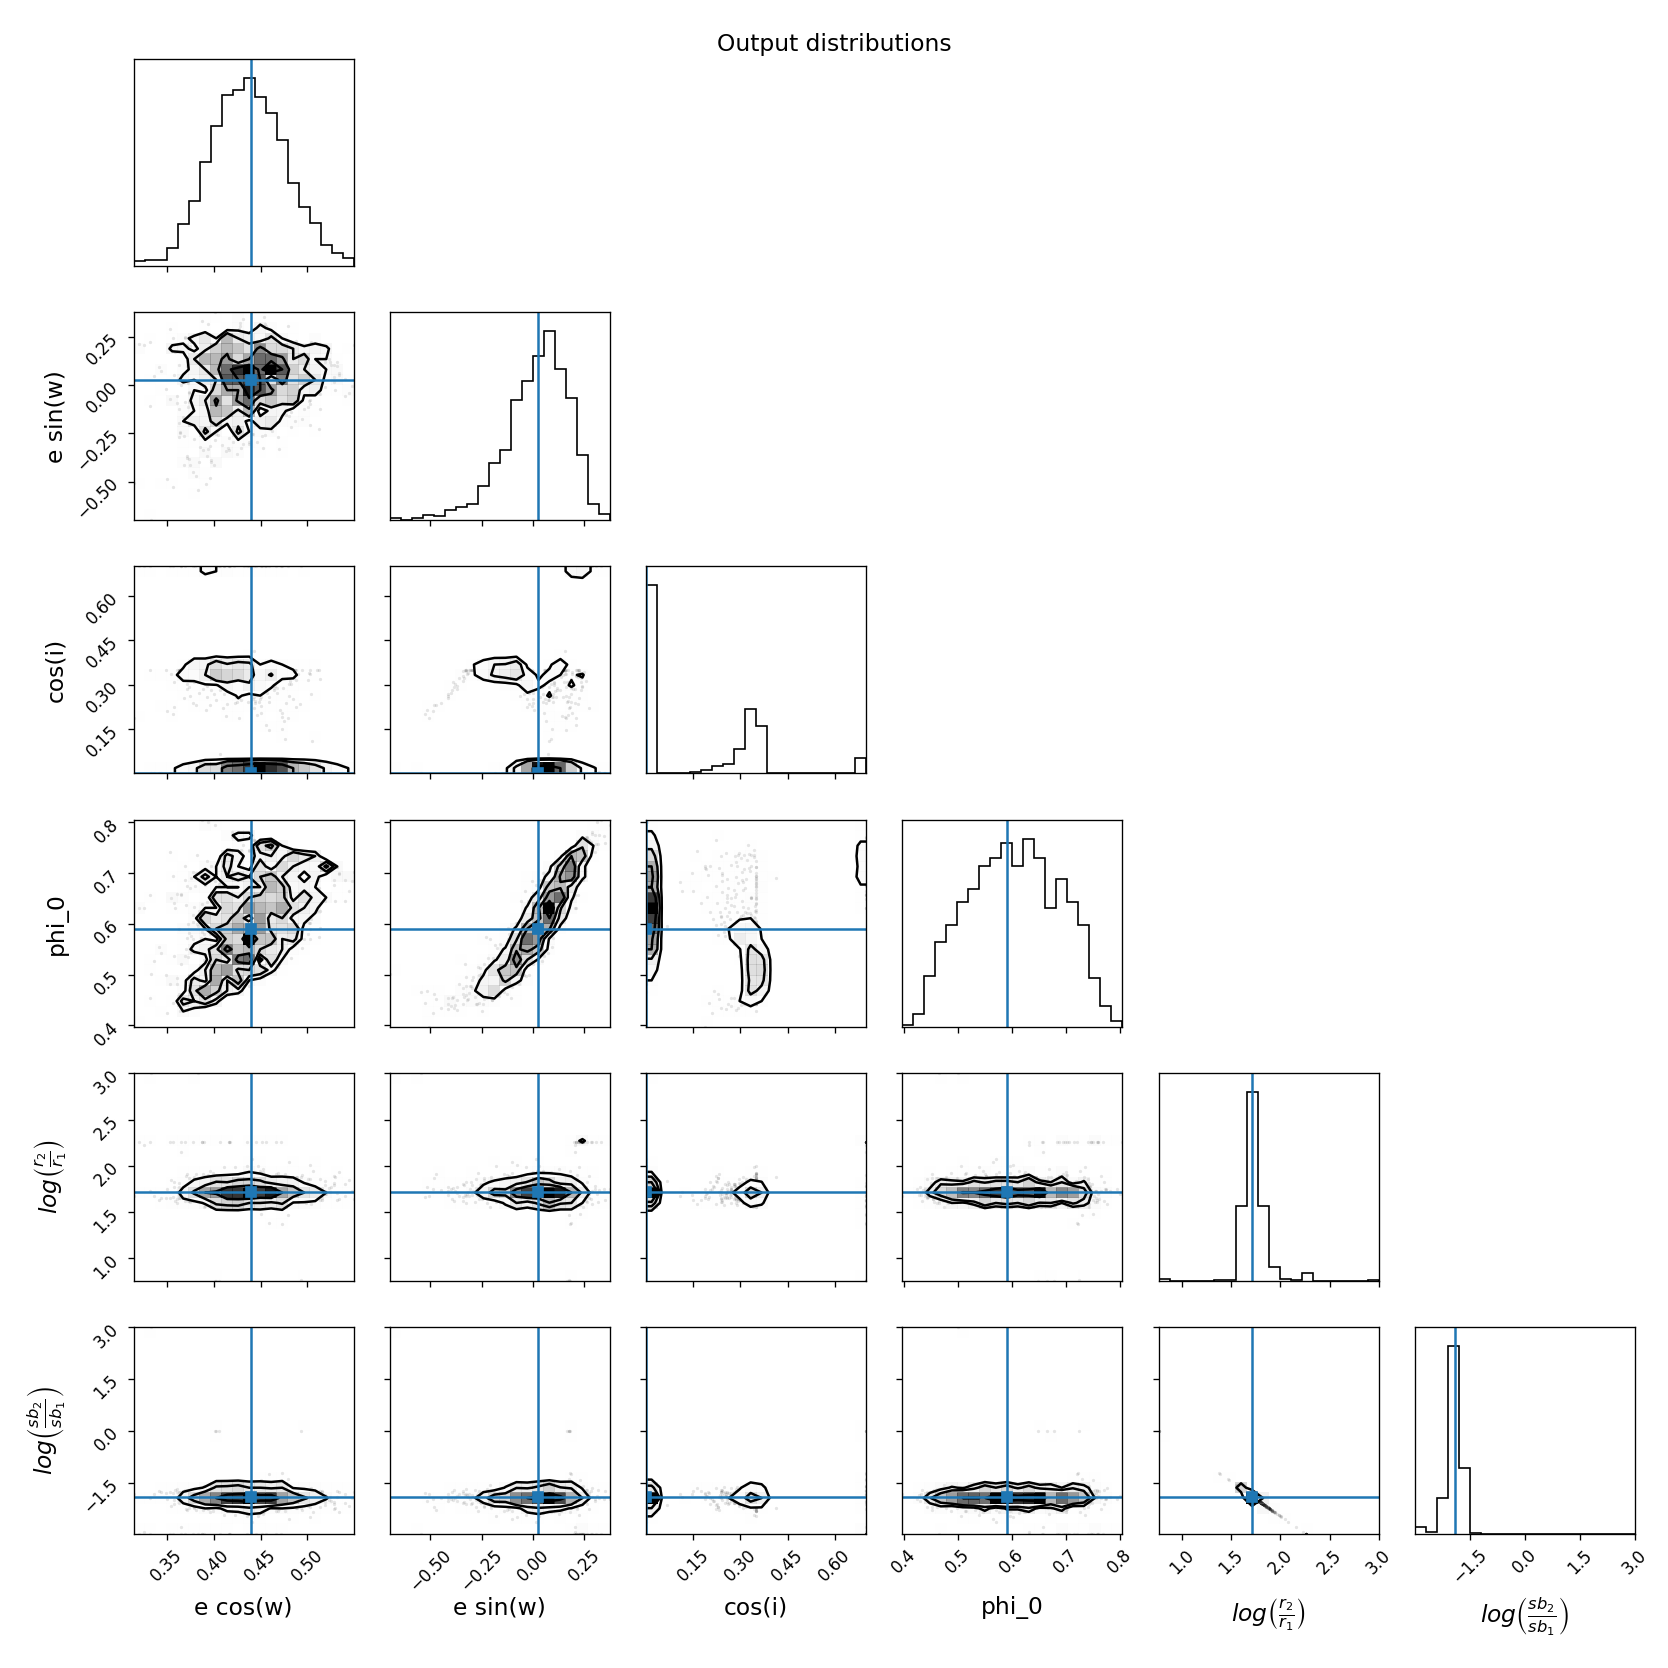 Output distributions
e sin(w)
0.25
0.00
−0.25
−0.50
cos(i)
0.60
0.45
0.30
0.15
phi_0
0.8
0.7
0.6
0.5
0.4
log(r₂/r₁)
3.0
2.5
2.0
1.5
1.0
log(sb₂/sb₁)
3.0
1.5
0.0
−1.5
0.35 0.40 0.45 0.50
e cos(w)
−0.50 −0.25 0.00 0.25
e sin(w)
0.15 0.30 0.45 0.60
cos(i)
0.4 0.5 0.6 0.7 0.8
phi_0
1.0 1.5 2.0 2.5 3.0
log(r₂/r₁)
−1.5 0.0 1.5 3.0
log(sb₂/sb₁)